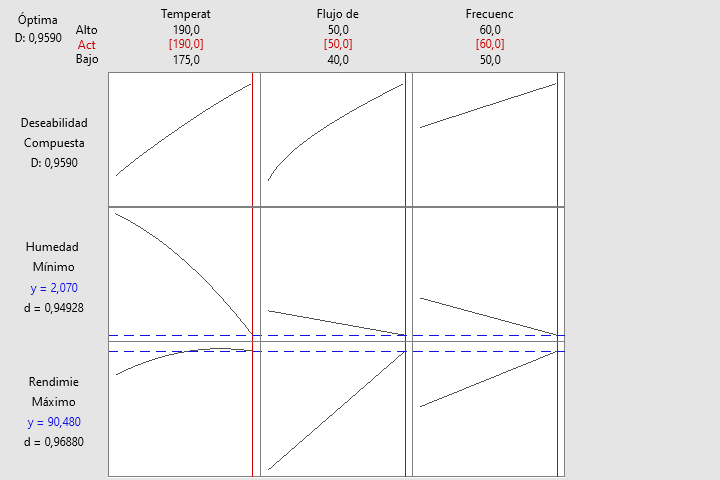 Óptima
D: 0,9590
Alto
Act
Bajo
Temperat
190,0
[190,0]
175,0
Flujo de
50,0
[50,0]
40,0
Frecuenc
60,0
[60,0]
50,0
Deseabilidad
Compuesta
D: 0,9590
Humedad
Mínimo
y = 2,070
d = 0,94928
Rendimie
Máximo
y = 90,480
d = 0,96880